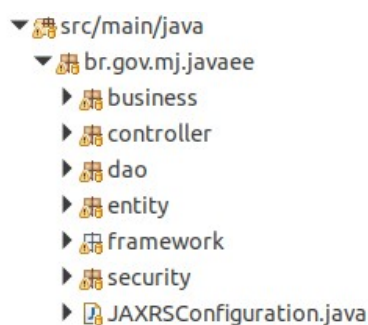 src/main/java
br.gov.mj.javaee
business
controller
dao
entity
framework
security
JAXRSConfiguration.java